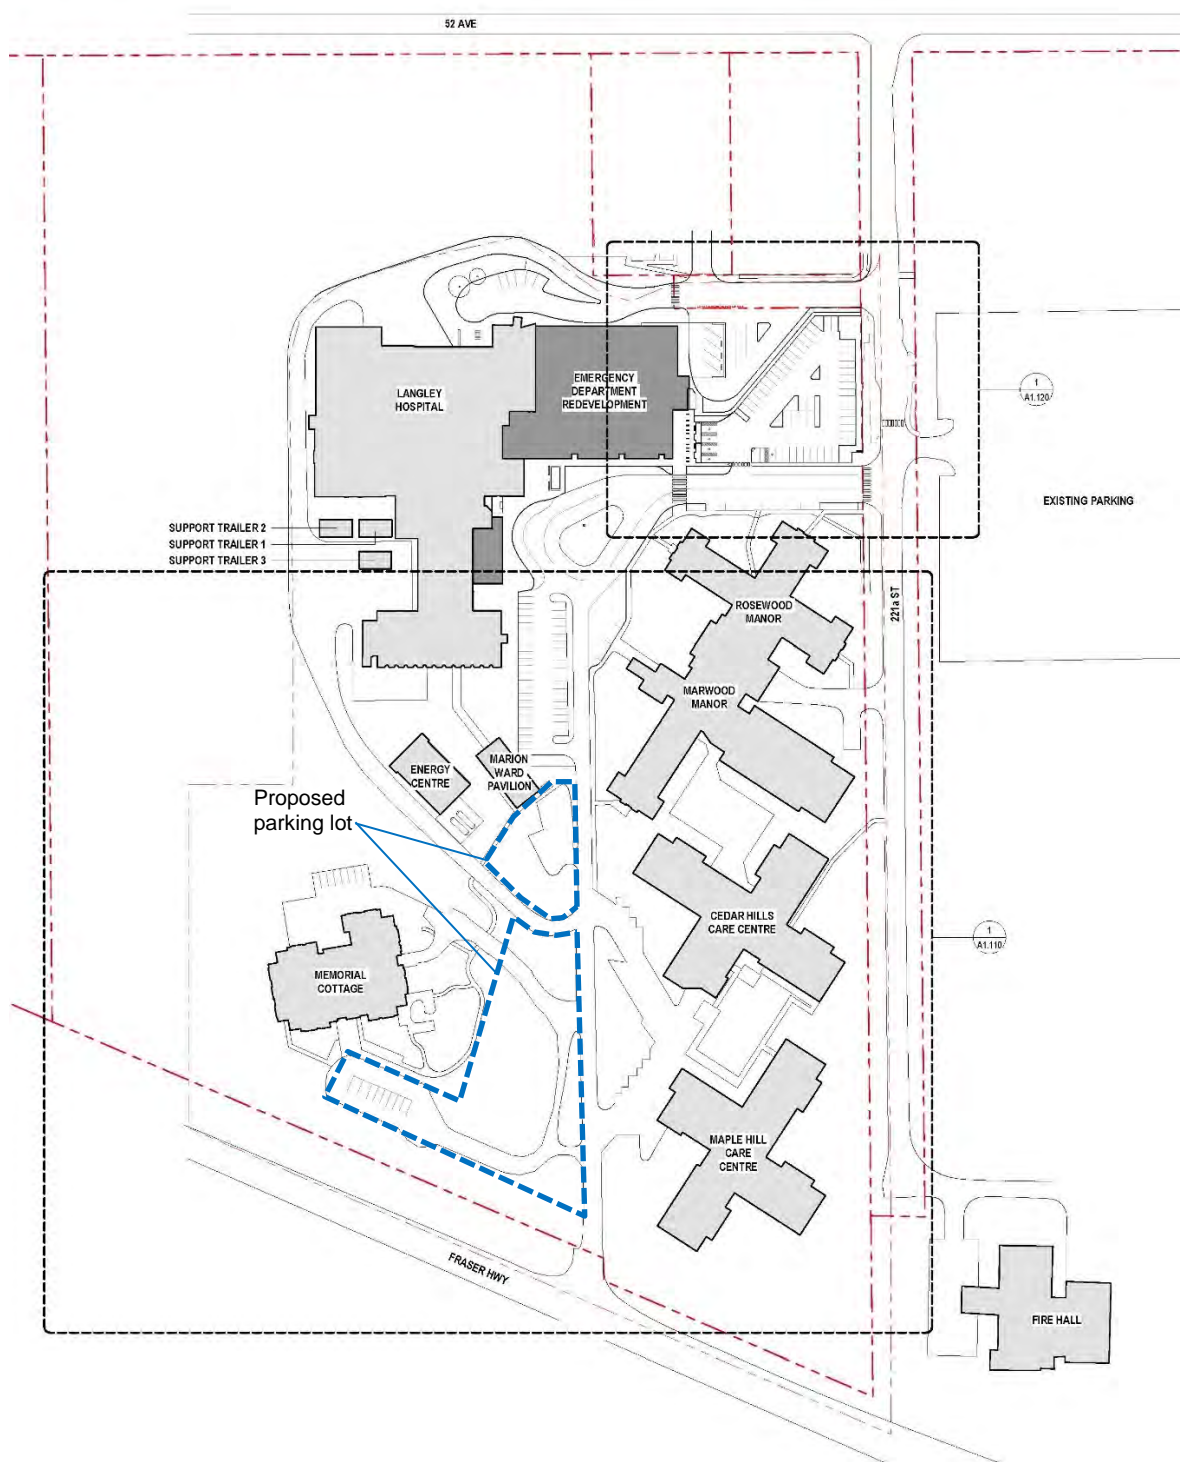 52 AVE
LANGLEY
HOSPITAL
EMERGENCY
DEPARTMENT
REDEVELOPMENT
1
A1.120
EXISTING PARKING
SUPPORT TRAILER 2
SUPPORT TRAILER 1
SUPPORT TRAILER 3
221a ST
ROSEWOOD
MANOR
MARWOOD
MANOR
ENERGY
CENTRE
MARION
WARD
PAVILION
Proposed
parking lot
CEDAR HILLS
CARE CENTRE
1
A1.110
MEMORIAL
COTTAGE
MAPLE HILL
CARE
CENTRE
FRASER HWY
FIRE HALL